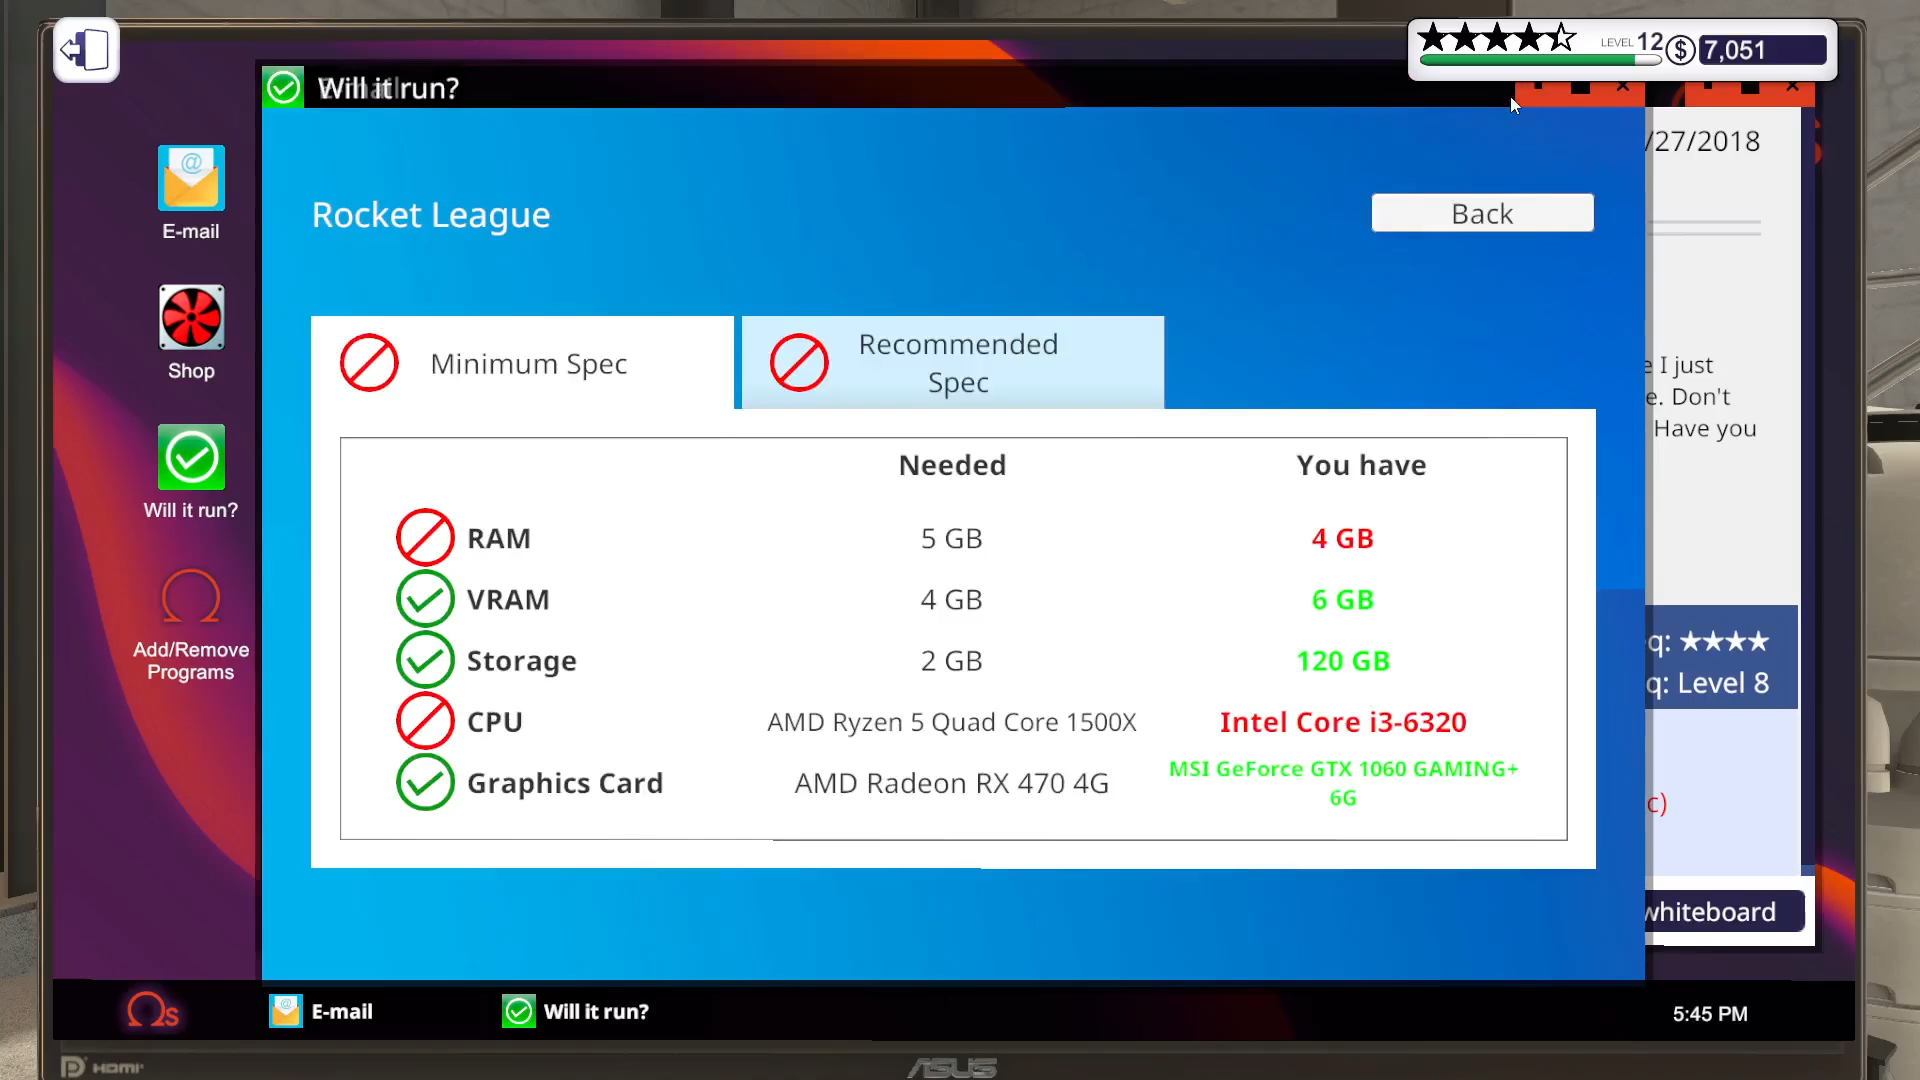 LEVEL 12
$ 7,051
Will it run?
/27/2018
E-mail
Shop
Will it run?
Add/Remove
Programs
Rocket League
Back
Minimum Spec
Recommended
Spec
Needed
You have
RAM
5 GB
4 GB
VRAM
4 GB
6 GB
Storage
2 GB
120 GB
CPU
AMD Ryzen 5 Quad Core 1500X
Intel Core i3-6320
Graphics Card
AMD Radeon RX 470 4G
MSI GeForce GTX 1060 GAMING+
6G
e I just
e. Don't
Have you
q: ★★★★
q: Level 8
c)
whiteboard
Ωs
E-mail
Will it run?
5:45 PM
HDMI
ASUS